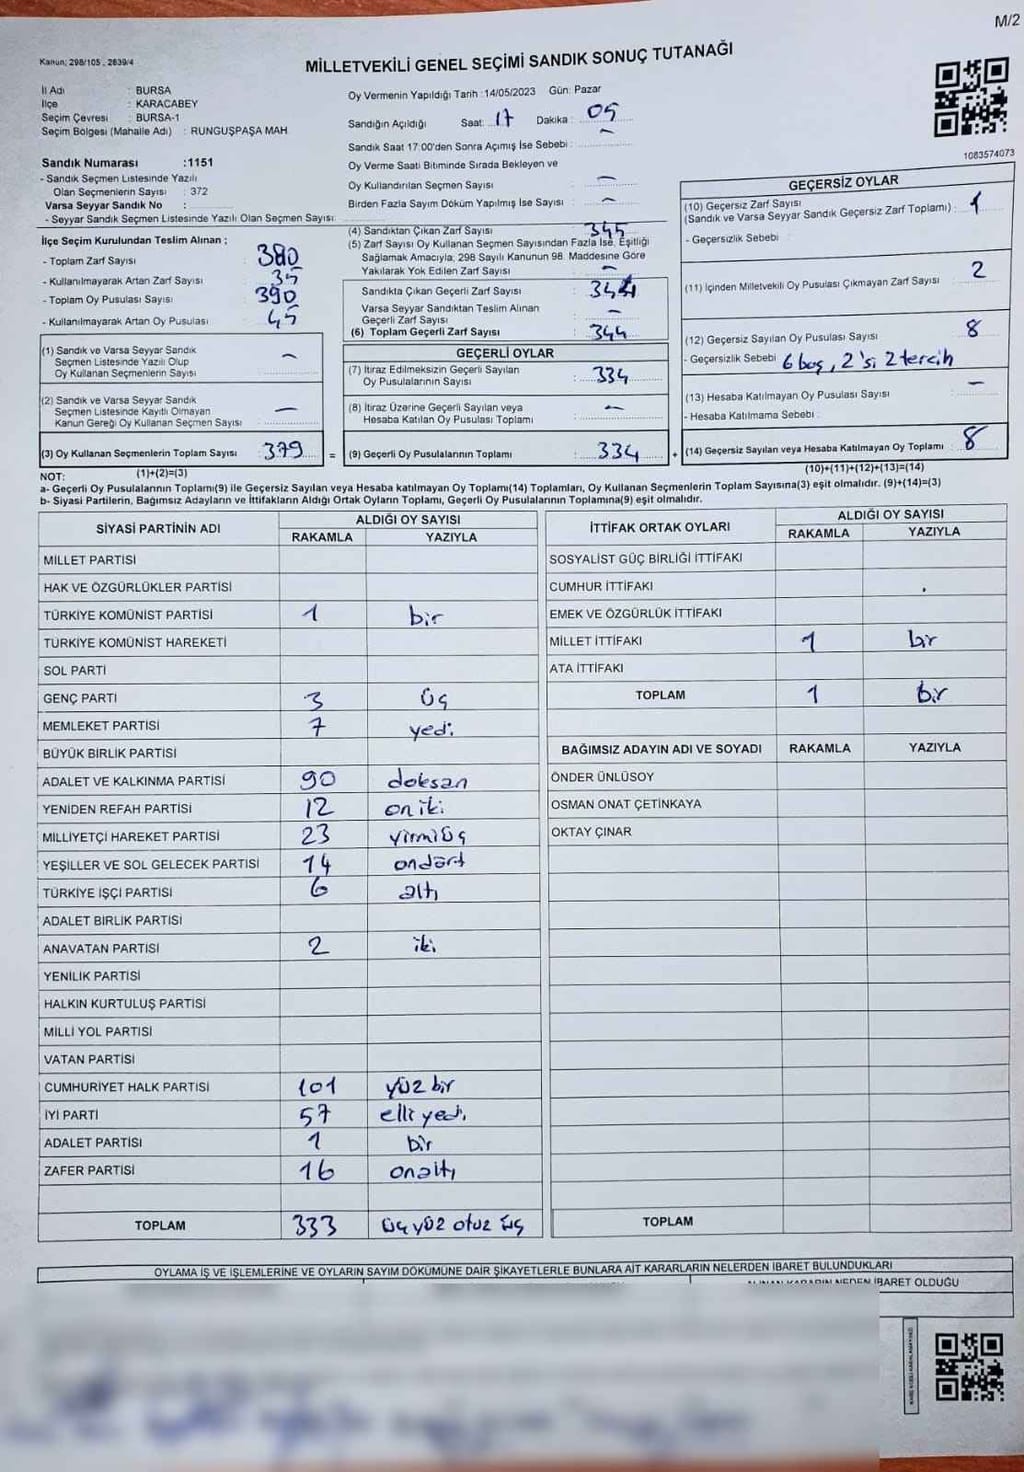 M/2
Kanun; 298/105 , 2839/4
MİLLETVEKİLİ GENEL SEÇİMİ SANDIK SONUÇ TUTANAĞI
İl Adı : BURSA
İlçe : KARACABEY
Seçim Çevresi : BURSA-1
Seçim Bölgesi (Mahalle Adı) : RUNGUŞPAŞA MAH
Oy Vermenin Yapıldığı Tarih :14/05/2023 Gün: Pazar
Sandığın Açıldığı Saat: 17 Dakika : 05
Sandık Saat 17:00'den Sonra Açımış İse Sebebi : –
Oy Verme Saati Bitiminde Sırada Bekleyen ve
Oy Kullandırılan Seçmen Sayısı : –
Birden Fazla Sayım Döküm Yapılmış İse Sayısı : –
Sandık Numarası :1151
- Sandık Seçmen Listesinde Yazılı
Olan Seçmenlerin Sayısı : 372
Varsa Seyyar Sandık No :
- Seyyar Sandık Seçmen Listesinde Yazılı Olan Seçmen Sayısı:
1083574073
İlçe Seçim Kurulundan Teslim Alınan ;
- Toplam Zarf Sayısı : 380
- Kullanılmayarak Artan Zarf Sayısı : 35
- Toplam Oy Pusulası Sayısı : 390
- Kullanılmayarak Artan Oy Pusulası : 45
(4) Sandıktan Çıkan Zarf Sayısı : 345
(5) Zarf Sayısı Oy Kullanan Seçmen Sayısından Fazla İse, Eşitliği
Sağlamak Amacıyla; 298 Sayılı Kanunun 98. Maddesine Göre
Yakılarak Yok Edilen Zarf Sayısı : –
Sandıkta Çıkan Geçerli Zarf Sayısı : 344
Varsa Seyyar Sandıktan Teslim Alınan
Geçerli Zarf Sayısı : –
(6) Toplam Geçerli Zarf Sayısı : 344
GEÇERSİZ OYLAR
(10) Geçersiz Zarf Sayısı
(Sandık ve Varsa Seyyar Sandık Geçersiz Zarf Toplamı) : 1
- Geçersizlik Sebebi :
(11) İçinden Milletvekili Oy Pusulası Çıkmayan Zarf Sayısı : 2
(12) Geçersiz Sayılan Oy Pusulası Sayısı : 8
- Geçersizlik Sebebi : 6 boş, 2'si 2 tercih
(13) Hesaba Katılmayan Oy Pusulası Sayısı : –
- Hesaba Katılmama Sebebi :
(14) Geçersiz Sayılan veya Hesaba Katılmayan Oy Toplamı : 8
(10)+(11)+(12)+(13)=(14)
(1) Sandık ve Varsa Seyyar Sandık
Seçmen Listesinde Yazılı Olup
Oy Kullanan Seçmenlerin Sayısı : –
(2) Sandık ve Varsa Seyyar Sandık
Seçmen Listesinde Kayıtlı Olmayan
Kanun Gereği Oy Kullanan Seçmen Sayısı : –
(3) Oy Kullanan Seçmenlerin Toplam Sayısı : 379 =
(1)+(2)=(3)
GEÇERLİ OYLAR
(7) İtiraz Edilmeksizin Geçerli Sayılan
Oy Pusulalarının Sayısı : 334
(8) İtiraz Üzerine Geçerli Sayılan veya
Hesaba Katılan Oy Pusulası Toplamı : –
(9) Geçerli Oy Pusulalarının Toplamı : 334 +
NOT:
a- Geçerli Oy Pusulalarının Toplamı(9) ile Geçersiz Sayılan veya Hesaba katılmayan Oy Toplamı(14) Toplamları, Oy Kullanan Seçmenlerin Toplam Sayısına(3) eşit olmalıdır. (9)+(14)=(3)
b- Siyasi Partilerin, Bağımsız Adayların ve İttifakların Aldığı Ortak Oyların Toplamı, Geçerli Oy Pusulalarının Toplamına(9) eşit olmalıdır.
SİYASİ PARTİNİN ADI ALDIĞI OY SAYISI
RAKAMLA YAZIYLA
MİLLET PARTİSİ
HAK VE ÖZGÜRLÜKLER PARTİSİ
TÜRKİYE KOMÜNİST PARTİSİ 1 bir
TÜRKİYE KOMÜNİST HAREKETİ
SOL PARTİ
GENÇ PARTİ 3 üç
MEMLEKET PARTİSİ 7 yedi
BÜYÜK BİRLİK PARTİSİ
ADALET VE KALKINMA PARTİSİ 90 doksan
YENİDEN REFAH PARTİSİ 12 oniki
MİLLİYETÇİ HAREKET PARTİSİ 23 yirmiüç
YEŞİLLER VE SOL GELECEK PARTİSİ 14 ondört
TÜRKİYE İŞÇİ PARTİSİ 6 altı
ADALET BİRLİK PARTİSİ
ANAVATAN PARTİSİ 2 iki
YENİLİK PARTİSİ
HALKIN KURTULUŞ PARTİSİ
MİLLİ YOL PARTİSİ
VATAN PARTİSİ
CUMHURİYET HALK PARTİSİ 101 yüz bir
İYİ PARTİ 57 elli yedi
ADALET PARTİSİ 1 bir
ZAFER PARTİSİ 16 onaltı
TOPLAM 333 üç yüz otuz üç
İTTİFAK ORTAK OYLARI ALDIĞI OY SAYISI
RAKAMLA YAZIYLA
SOSYALİST GÜÇ BİRLİĞİ İTTİFAKI
CUMHUR İTTİFAKI
EMEK VE ÖZGÜRLÜK İTTİFAKI
MİLLET İTTİFAKI 1 bir
ATA İTTİFAKI
TOPLAM 1 bir
BAĞIMSIZ ADAYIN ADI VE SOYADI RAKAMLA YAZIYLA
ÖNDER ÜNLÜSOY
OSMAN ONAT ÇETİNKAYA
OKTAY ÇINAR
TOPLAM
OYLAMA İŞ VE İŞLEMLERİNE VE OYLARIN SAYIM DÖKÜMÜNE DAİR ŞİKAYETLERLE BUNLARA AİT KARARLARIN NELERDEN İBARET BULUNDUKLARI
ALINAN KARARIN NEDEN İBARET OLDUĞU